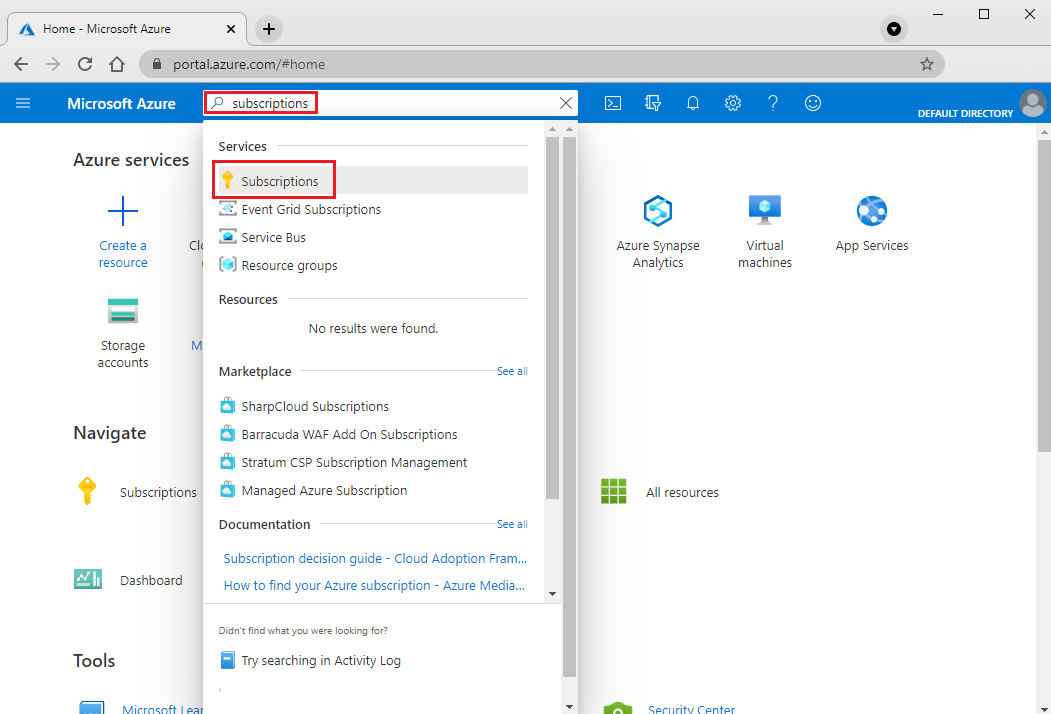 Home - Microsoft Azure
portal.azure.com/#home
Microsoft Azure
subscriptions
DEFAULT DIRECTORY
Azure services
Create a
resource
Storage
accounts
Services
Subscriptions
Event Grid Subscriptions
Service Bus
Resource groups
Resources
No results were found.
Marketplace
See all
SharpCloud Subscriptions
Barracuda WAF Add On Subscriptions
Stratum CSP Subscription Management
Managed Azure Subscription
Documentation
See all
Subscription decision guide - Cloud Adoption Fram...
How to find your Azure subscription - Azure Media...
Didn't find what you were looking for?
Try searching in Activity Log
Azure Synapse
Analytics
Virtual
machines
App Services
Navigate
Subscriptions
All resources
Dashboard
Tools
Microsoft Lear
Security Center